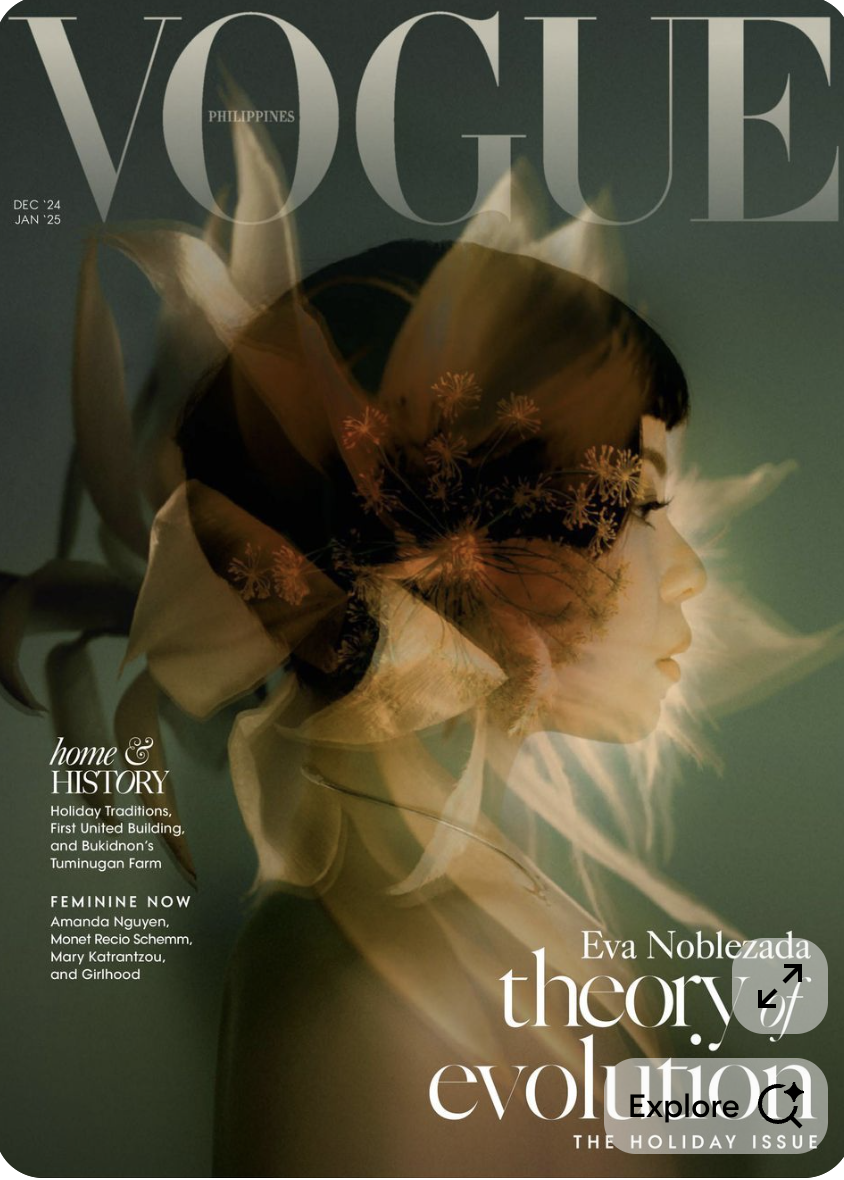 VOGUE
PHILIPPINES
DEC ‘24
JAN ‘25
home &
HISTORY
Holiday Traditions,
First United Building,
and Bukidnon’s
Tuminugan Farm
FEMININE NOW
Amanda Nguyen,
Monet Recio Schemm,
Mary Katrantzou,
and Girlhood
Eva Noblezada
theory of
evolution
Explore
THE HOLIDAY ISSUE